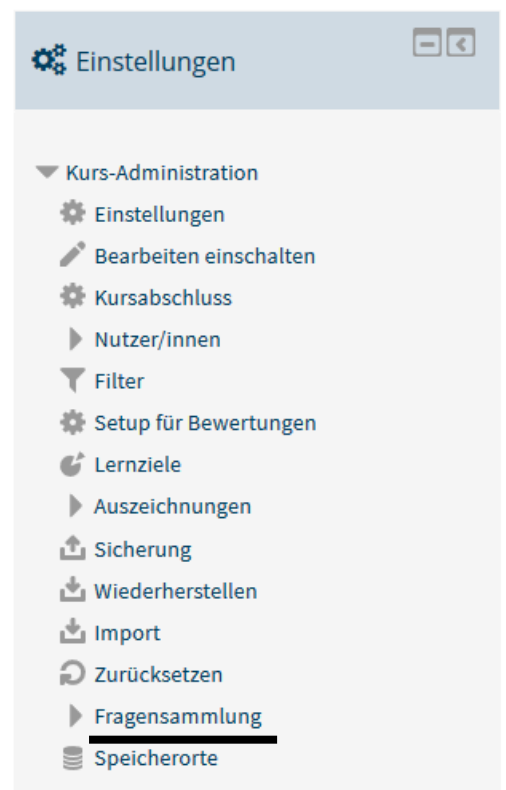 Einstellungen
Kurs-Administration
Einstellungen
Bearbeiten einschalten
Kursabschluss
Nutzer/innen
Filter
Setup für Bewertungen
Lernziele
Auszeichnungen
Sicherung
Wiederherstellen
Import
Zurücksetzen
Fragensammlung
Speicherorte